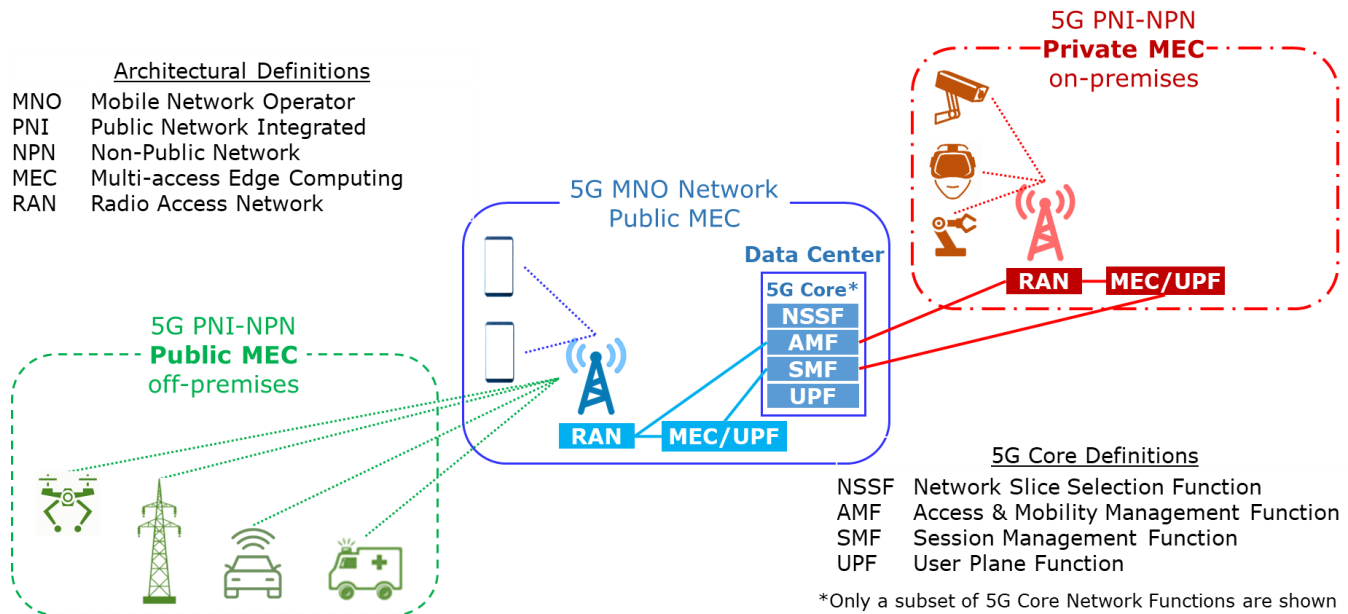 5G PNI-NPN
Private MEC
on-premises
Architectural Definitions
MNO Mobile Network Operator
PNI Public Network Integrated
NPN Non-Public Network
MEC Multi-access Edge Computing
RAN Radio Access Network
5G MNO Network
Public MEC
Data Center
5G Core*
NSSF
AMF
SMF
UPF
RAN
MEC/UPF
RAN
MEC/UPF
5G PNI-NPN
Public MEC
off-premises
5G Core Definitions
NSSF Network Slice Selection Function
AMF Access & Mobility Management Function
SMF Session Management Function
UPF User Plane Function
*Only a subset of 5G Core Network Functions are shown